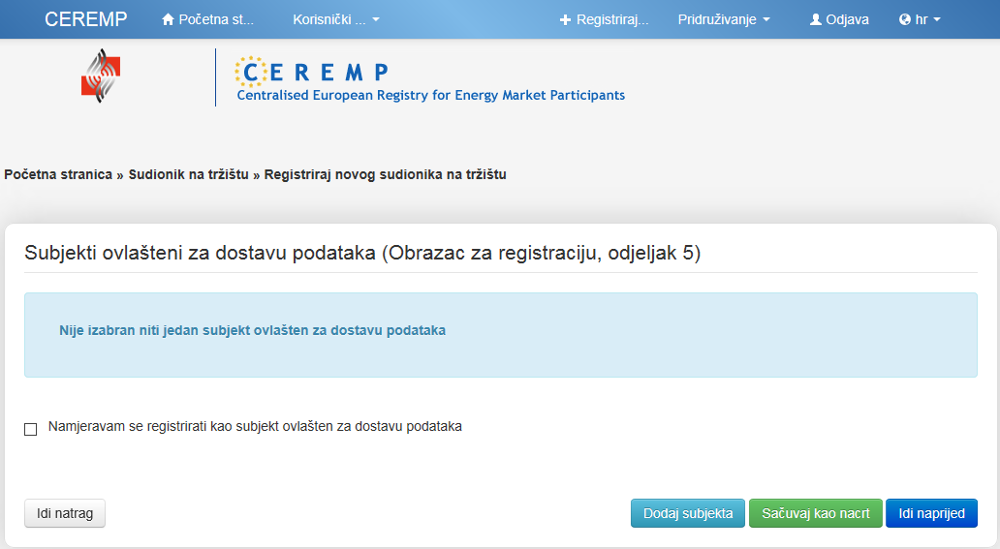 CEREMP Početna st... Korisnički ... Registriraj... Pridruživanje Odjava hr
CEREMP
Centralised European Registry for Energy Market Participants
Početna stranica » Sudionik na tržištu » Registriraj novog sudionika na tržištu
Subjekti ovlašteni za dostavu podataka (Obrazac za registraciju, odjeljak 5)
Nije izabran niti jedan subjekt ovlašten za dostavu podataka
Namjeravam se registrirati kao subjekt ovlašten za dostavu podataka
Idi natrag Dodaj subjekta Sačuvaj kao nacrt Idi naprijed